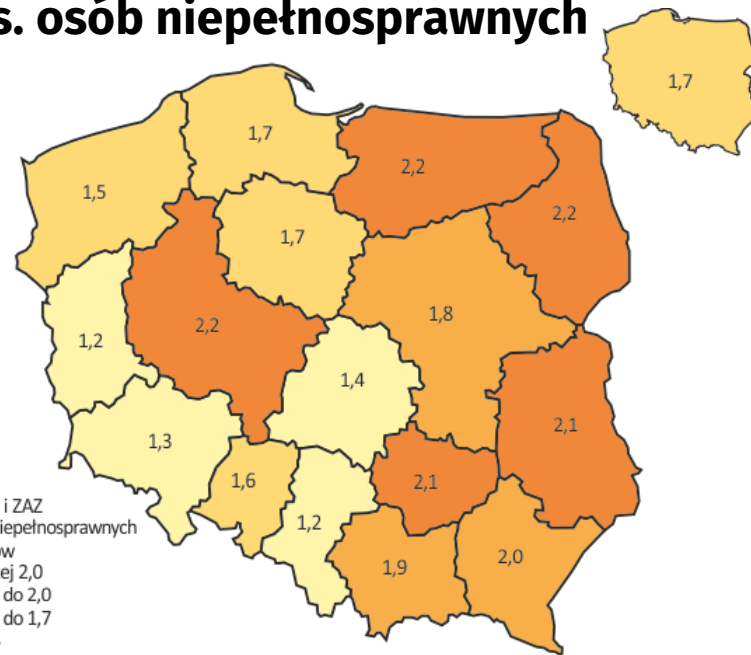 s. osób niepełnosprawnych
1,7
1,7
2,2
1,5
2,2
1,7
1,8
2,2
1,2
1,4
2,1
1,3
1,6
2,1
1,2
2,0
1,9
i ZAZ
iepełnosprawnych
ów
ej 2,0
do 2,0
do 1,7